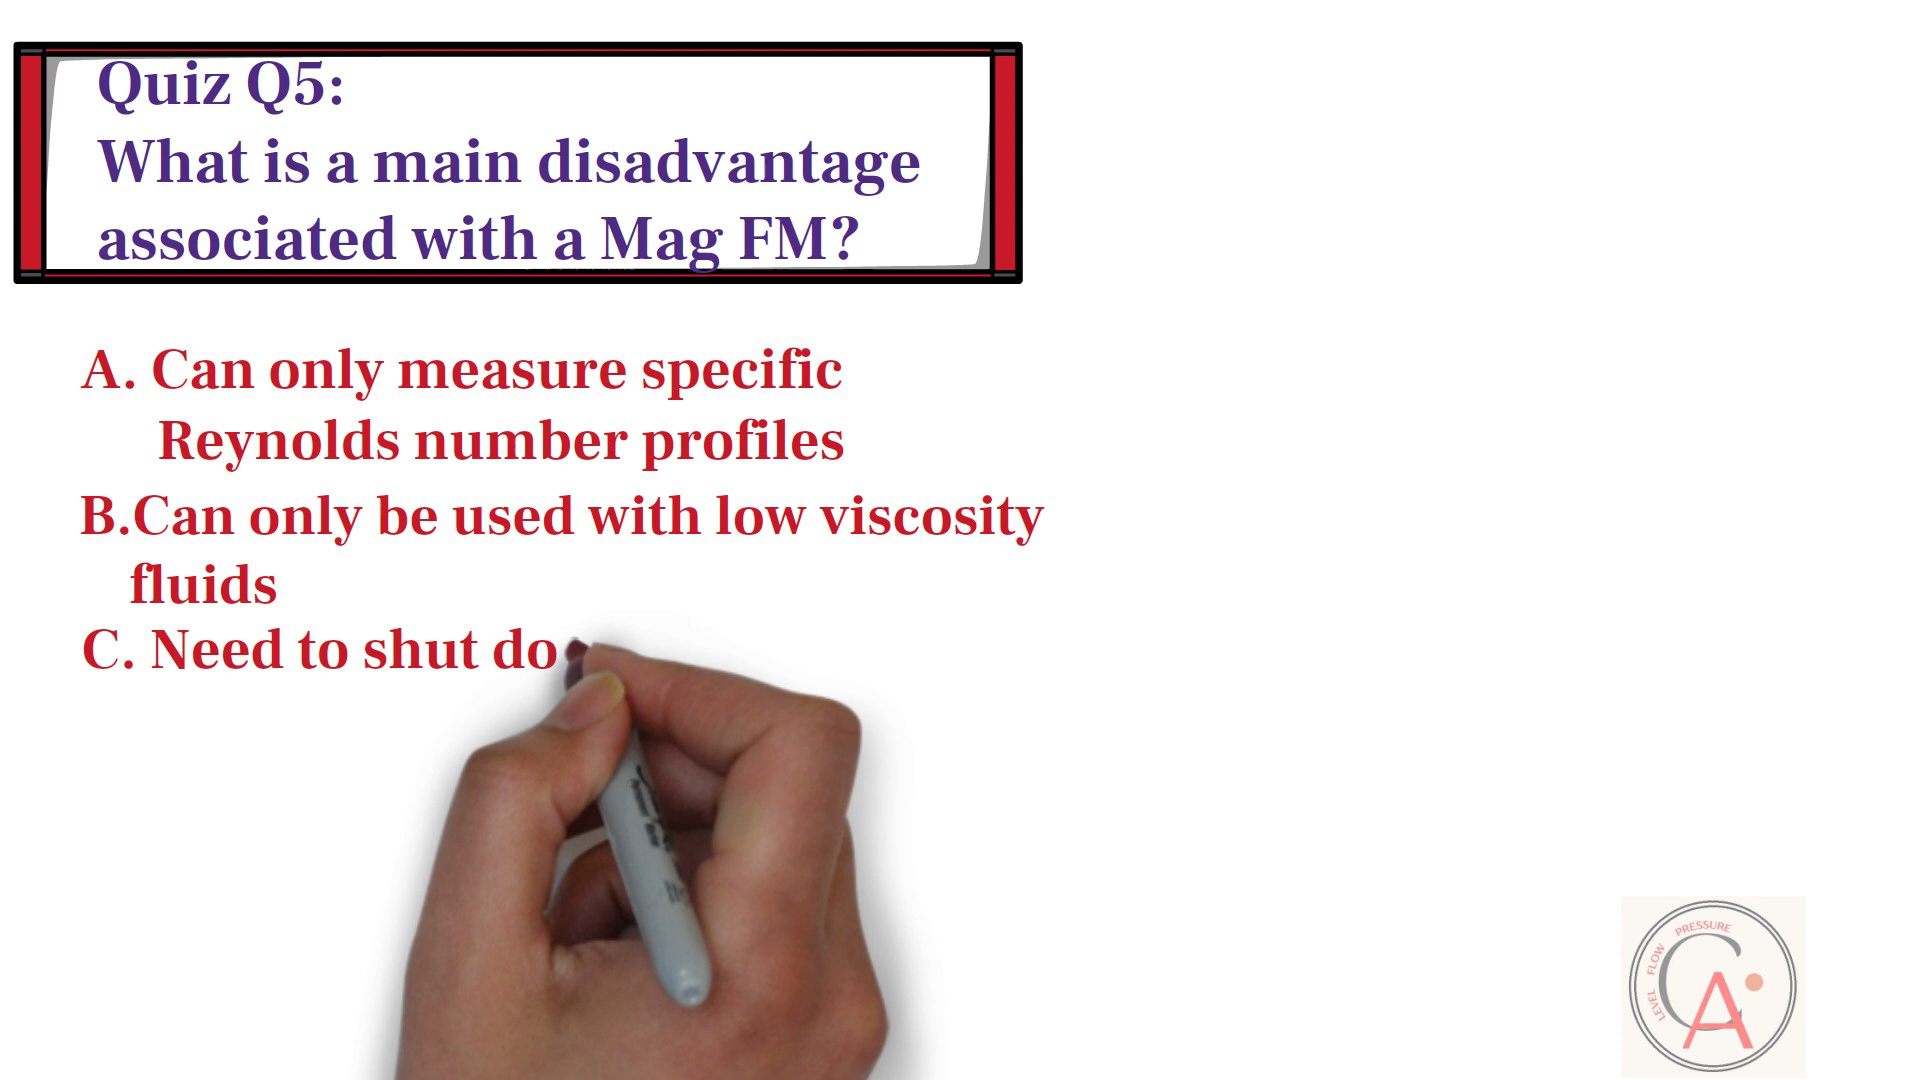 Quiz Q5:
What is a main disadvantage
associated with a Mag FM?
A. Can only measure specific
Reynolds number profiles
B.Can only be used with low viscosity
fluids
C. Need to shut do
LEVEL FLOW PRESSURE
CA